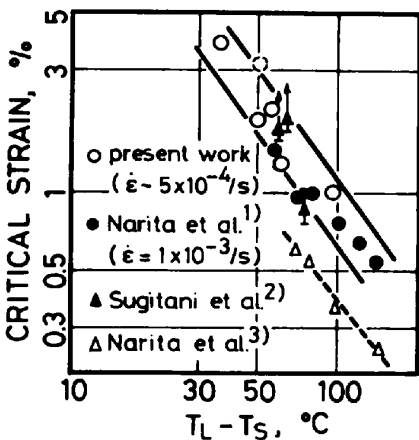 CRITICAL STRAIN, %
5
3
1
0.5
0.3
○ present work
(ε̇ ~ 5×10⁻⁴/s)
● Narita et al.¹⁾
(ε̇ = 1×10⁻³/s)
▲ Sugitani et al.²⁾
△ Narita et al.³⁾
10 30 50 100
T_L – T_S, °C